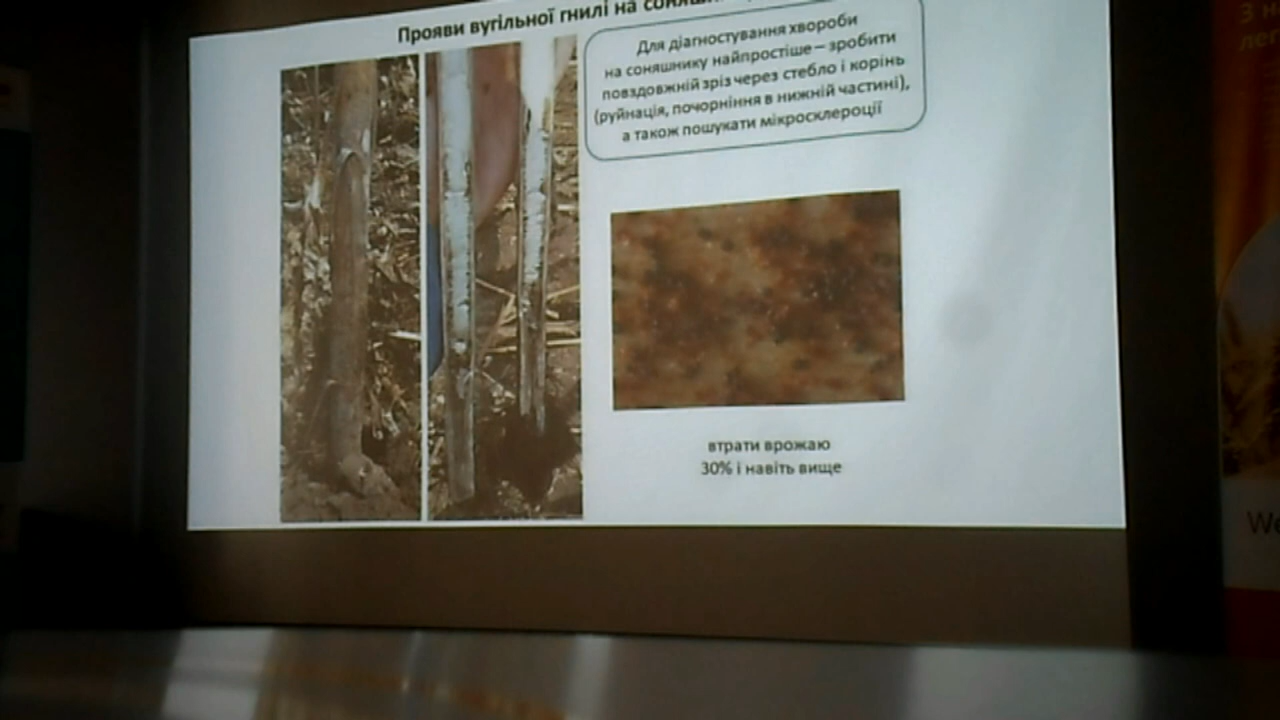 Прояви вугільної гнилі на
Для діагностування хвороби
на соняшнику найпростіше – зробити
повздовжній зріз через стебло і корінь
(руйнація, почорніння в нижній частині),
а також пошукати мікросклероції
втрати врожаю
30% і навіть вище